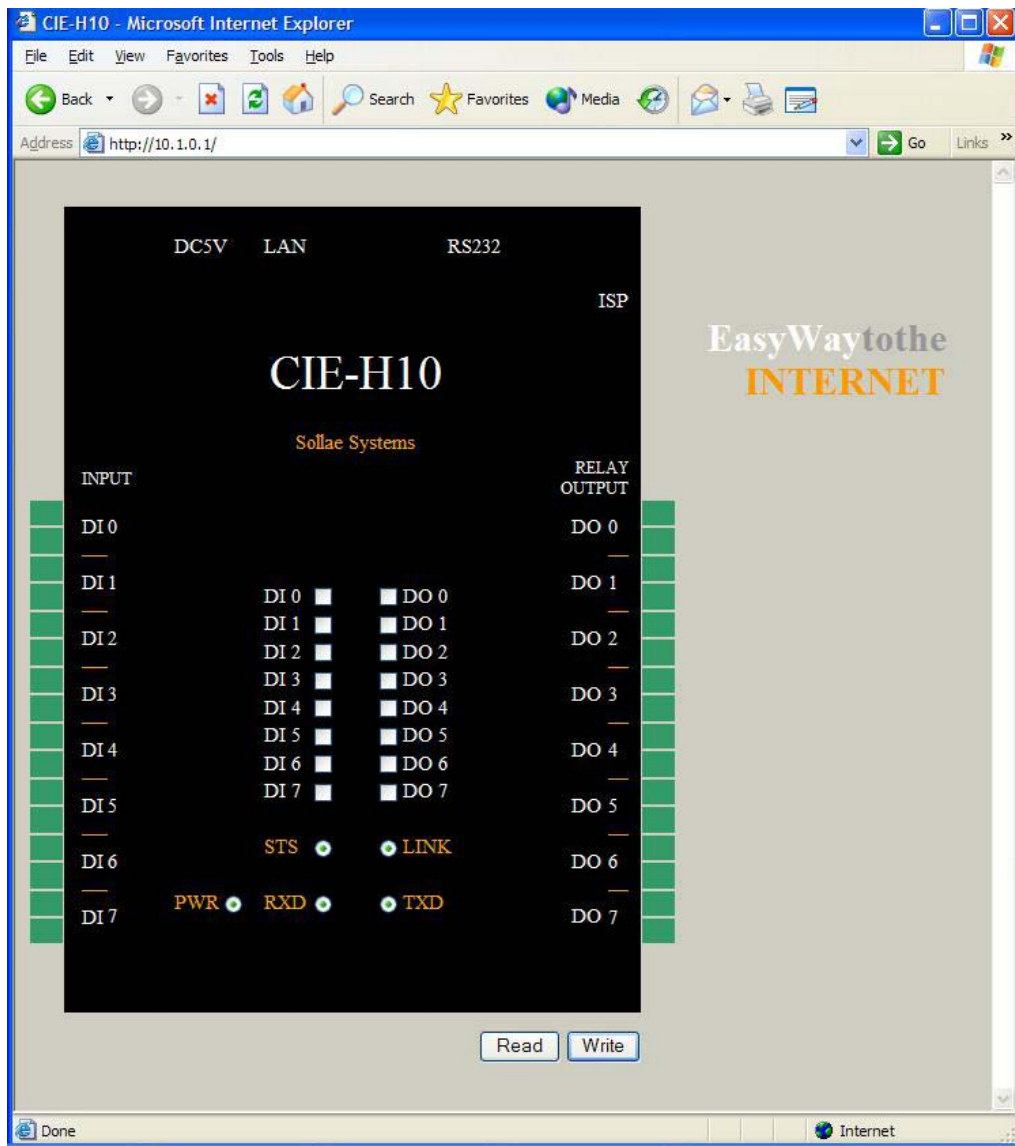 CIE-H10 - Microsoft Internet Explorer
File Edit View Favorites Tools Help
Back Search Favorites Media
Address http://10.1.0.1/ Go Links »
DC5V LAN RS232
ISP
EasyWaytothe
INTERNET
CIE-H10
Sollae Systems
INPUT RELAY
OUTPUT
DI 0 DO 0
DI 1 DO 1
DI 0 DO 0
DI 1 DO 1
DI 2 DO 2
DI 2 DO 2
DI 3 DO 3
DI 3 DO 3
DI 4 DO 4
DI 5 DO 5
DI 4 DO 4
DI 6 DO 6
DI 7 DO 7
DI 5 DO 5
STS LINK
DI 6 DO 6
PWR RXD TXD
DI 7 DO 7
Read Write
Done Internet